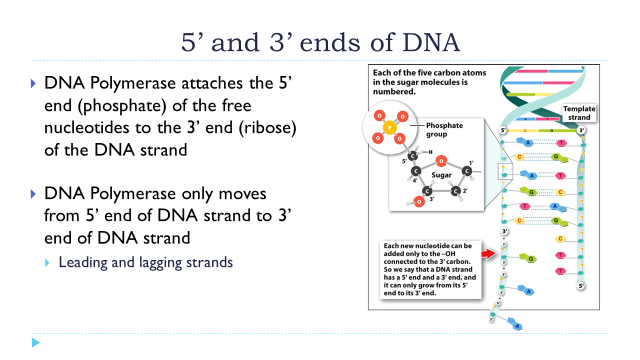 5’ and 3’ ends of DNA
DNA Polymerase attaches the 5’
end (phosphate) of the free
nucleotides to the 3’ end (ribose)
of the DNA strand
DNA Polymerase only moves
from 5’ end of DNA strand to 3’
end of DNA strand
Leading and lagging strands
Each of the five carbon atoms
in the sugar molecules is
numbered.
Template
strand
Phosphate
group
O
O
P
O
O
5'
3'
C
H
5'
O
1'
C
Sugar
C
4'
C
C
2'
3'
O
A
T
C
G
A
T
G
C
T
A
C
G
3'
C
G
T
T
A
5'
A
Each new nucleotide can be
added only to the –OH
connected to the 3' carbon.
So we say that a DNA strand
has a 5' end and a 3' end, and
it can only grow from its 5'
end to its 3' end.